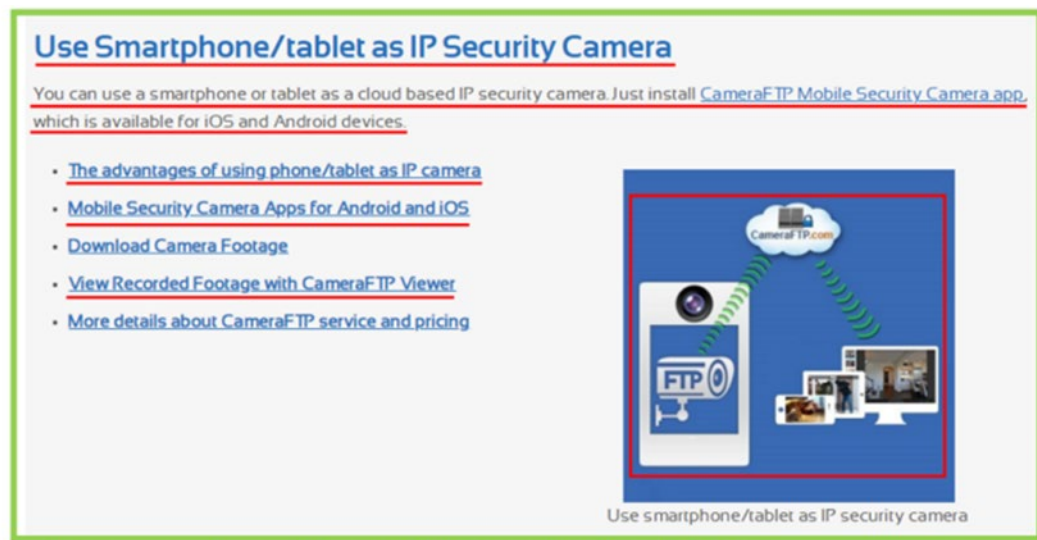 Use Smartphone/tablet as IP Security Camera
You can use a smartphone or tablet as a cloud based IP security camera. Just install CameraFTP Mobile Security Camera app,
which is available for iOS and Android devices.
• The advantages of using phone/tablet as IP camera
• Mobile Security Camera Apps for Android and iOS
• Download Camera Footage
• View Recorded Footage with CameraFTP Viewer
• More details about CameraFTP service and pricing
CameraFTP.com
FTP
Use smartphone/tablet as IP security camera